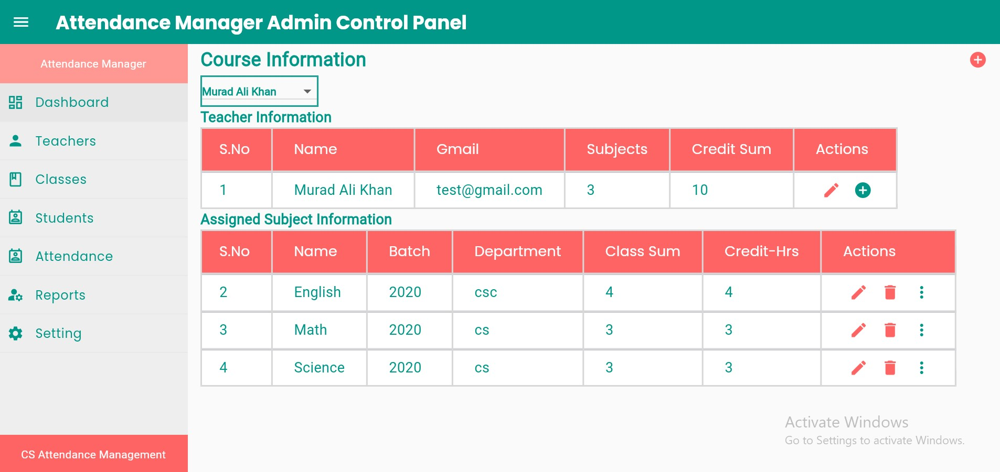 Attendance Manager Admin Control Panel
Attendance Manager
Dashboard
Teachers
Classes
Students
Attendance
Reports
Setting
CS Attendance Management
Course Information
Murad Ali Khan
Teacher Information
S.No Name Gmail Subjects Credit Sum Actions
1 Murad Ali Khan test@gmail.com 3 10
Assigned Subject Information
S.No Name Batch Department Class Sum Credit-Hrs Actions
2 English 2020 csc 4 4
3 Math 2020 cs 3 3
4 Science 2020 cs 3 3
Activate Windows
Go to Settings to activate Windows.